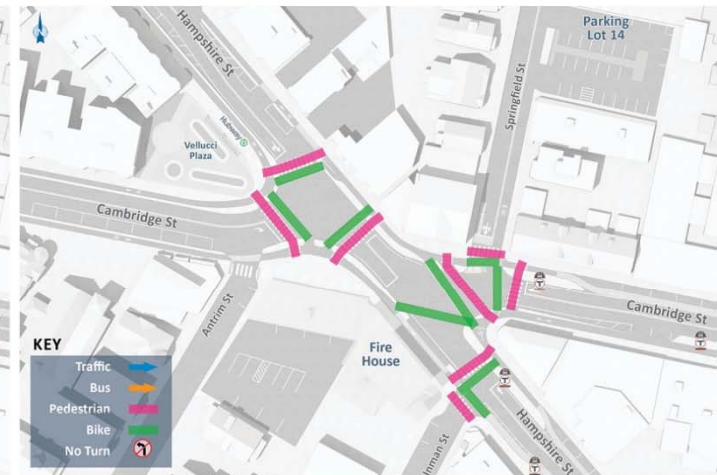 Hampshire St
Parking
Lot 14
Springfield St
Hubway
Vellucci
Plaza
Cambridge St
Cambridge St
Antrim St
Fire
House
Inman St
Hampshire St
KEY
Traffic
Bus
Pedestrian
Bike
No Turn